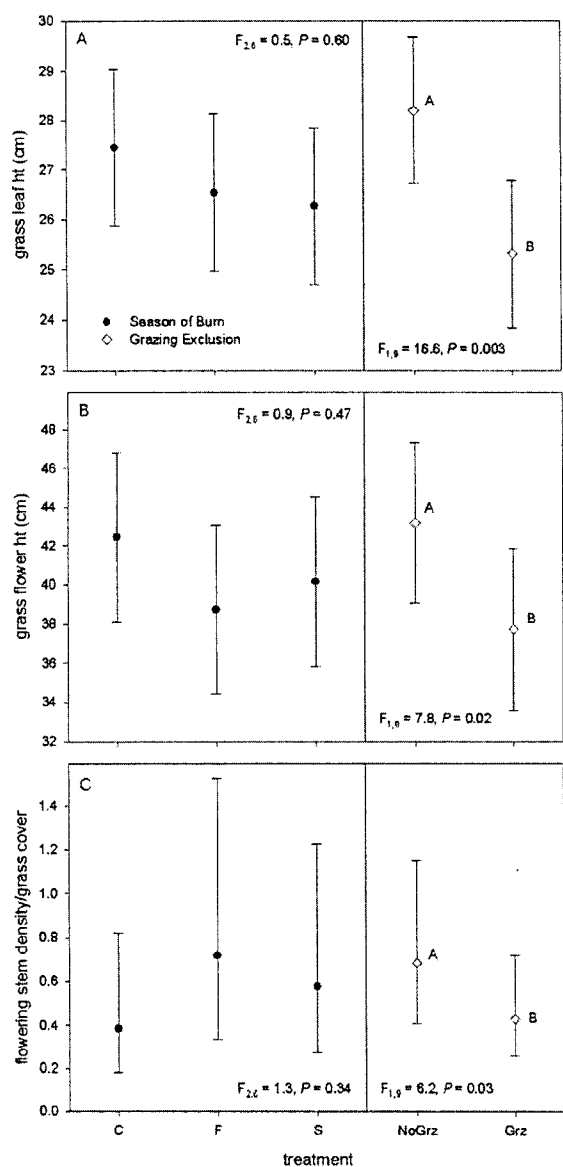 30
29
28
27
26
25
24
23
grass leaf ht (cm)
A
F2,6 = 0.5, P = 0.60
A
B
● Season of Burn
◇ Grazing Exclusion
F1,9 = 16.6, P = 0.003
48
46
44
42
40
38
36
34
32
grass flower ht (cm)
B
F2,6 = 0.9, P = 0.47
A
B
F1,9 = 7.8, P = 0.02
1.4
1.2
1.0
0.8
0.6
0.4
0.2
0.0
flowering stem density/grass cover
C
A
B
F2,6 = 1.3, P = 0.34
F1,9 = 6.2, P = 0.03
C F S NoGrz Grz
treatment